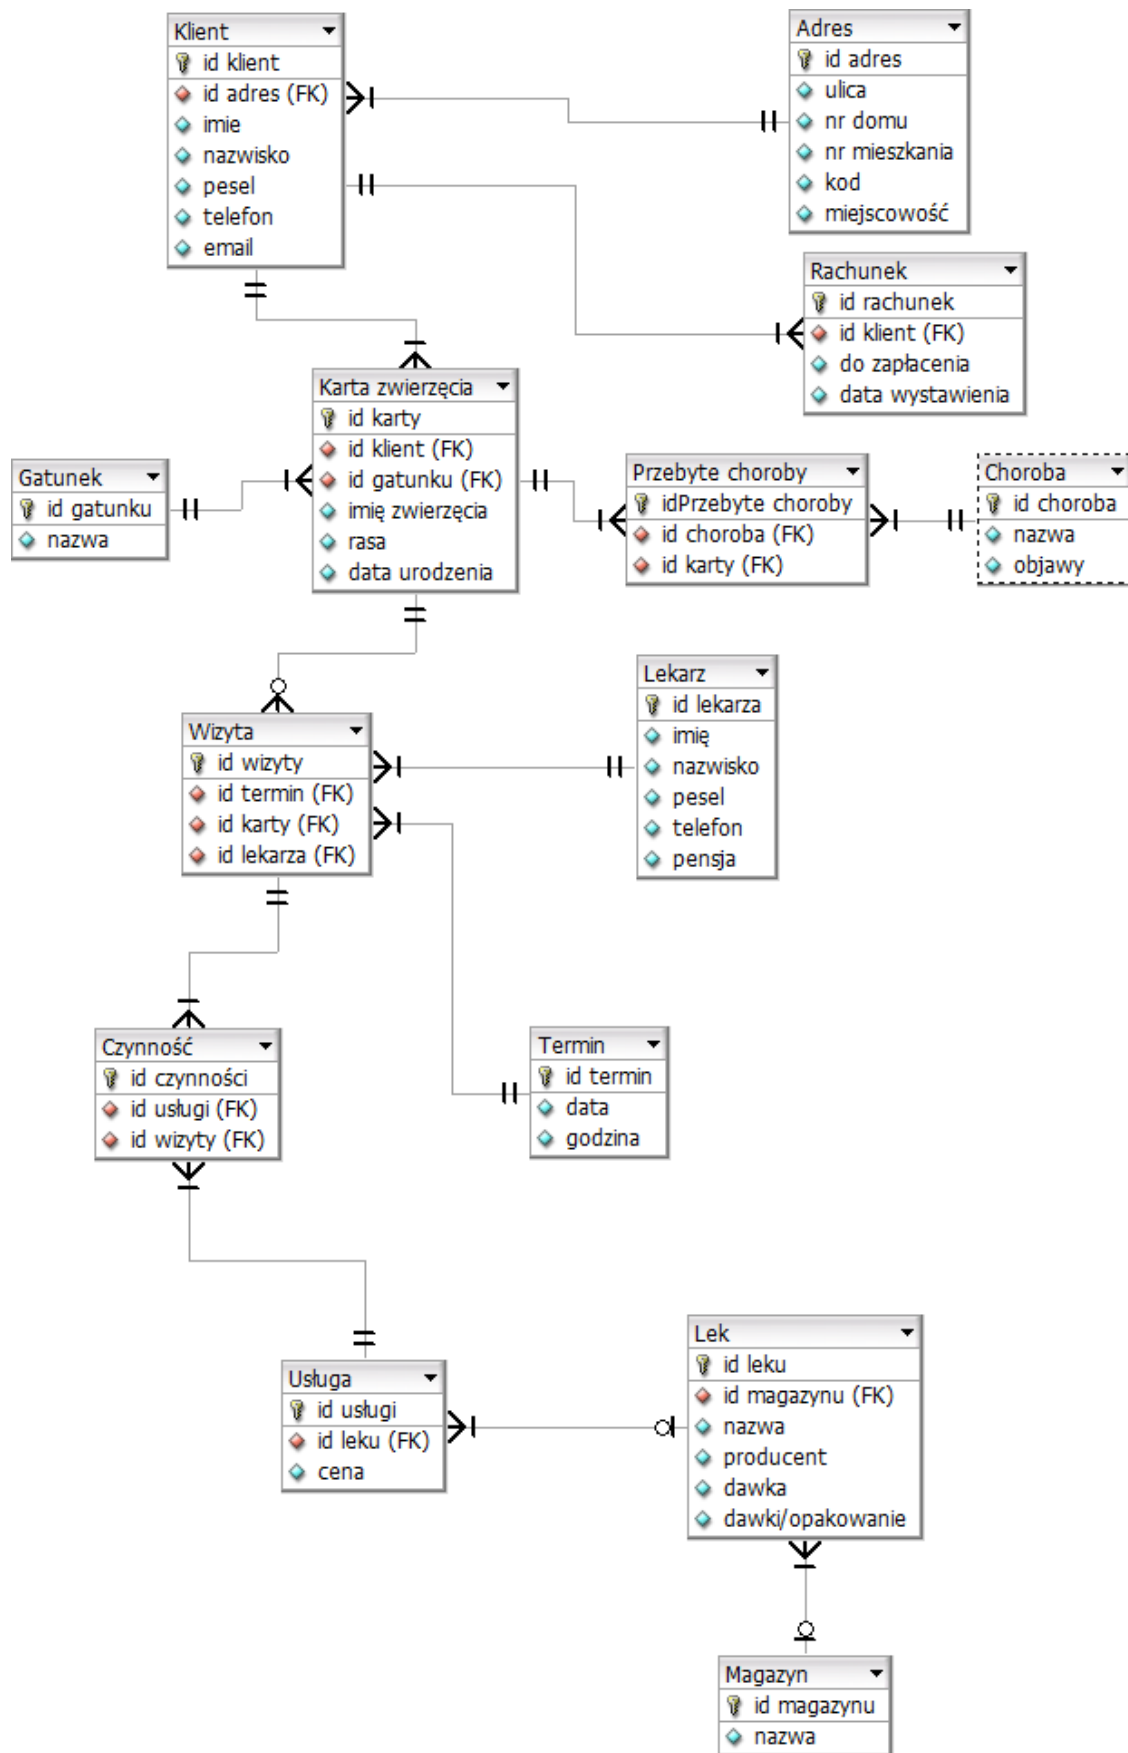 Klient
id klient
id adres (FK)
imie
nazwisko
pesel
telefon
email
Adres
id adres
ulica
nr domu
nr mieszkania
kod
miejscowość
Rachunek
id rachunek
id klient (FK)
do zapłacenia
data wystawienia
Karta zwierzęcia
id karty
id klient (FK)
id gatunku (FK)
imię zwierzęcia
rasa
data urodzenia
Gatunek
id gatunku
nazwa
Przebyte choroby
idPrzebyte choroby
id choroba (FK)
id karty (FK)
Choroba
id choroba
nazwa
objawy
Lekarz
id lekarza
imię
nazwisko
pesel
telefon
pensja
Wizyta
id wizyty
id termin (FK)
id karty (FK)
id lekarza (FK)
Czynność
id czynności
id usługi (FK)
id wizyty (FK)
Termin
id termin
data
godzina
Usługa
id usługi
id leku (FK)
cena
Lek
id leku
id magazynu (FK)
nazwa
producent
dawka
dawki/opakowanie
Magazyn
id magazynu
nazwa